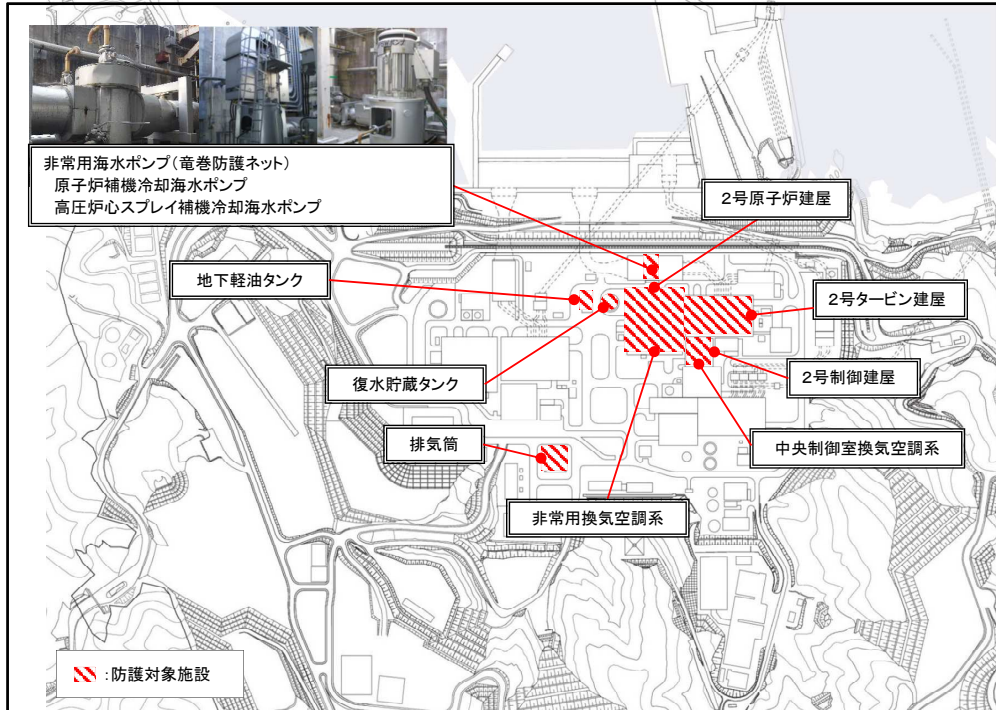 非常用海水ポンプ(竜巻防護ネット)
原子炉補機冷却海水ポンプ
高圧炉心スプレイ補機冷却海水ポンプ
2号原子炉建屋
地下軽油タンク
2号タービン建屋
復水貯蔵タンク
2号制御建屋
排気筒
中央制御室換気空調系
非常用換気空調系
:防護対象施設